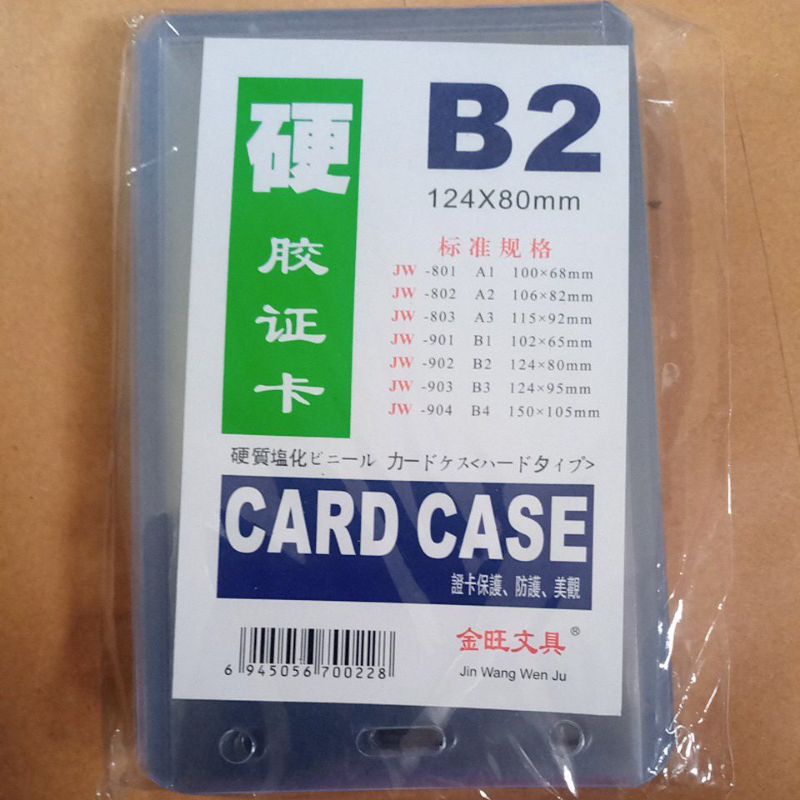 硬
胶
证
卡
B2
124X80mm
标准规格
JW -801 A1 100×68mm
JW -802 A2 106×82mm
JW -803 A3 115×92mm
JW -901 B1 102×65mm
JW -902 B2 124×80mm
JW -903 B3 124×95mm
JW -904 B4 150×105mm
硬質塩化ビニール カードケス<ハードタイプ>
CARD CASE
證卡保護、防護、美觀
6 945056 700228
金旺文具®
Jin Wang Wen Ju